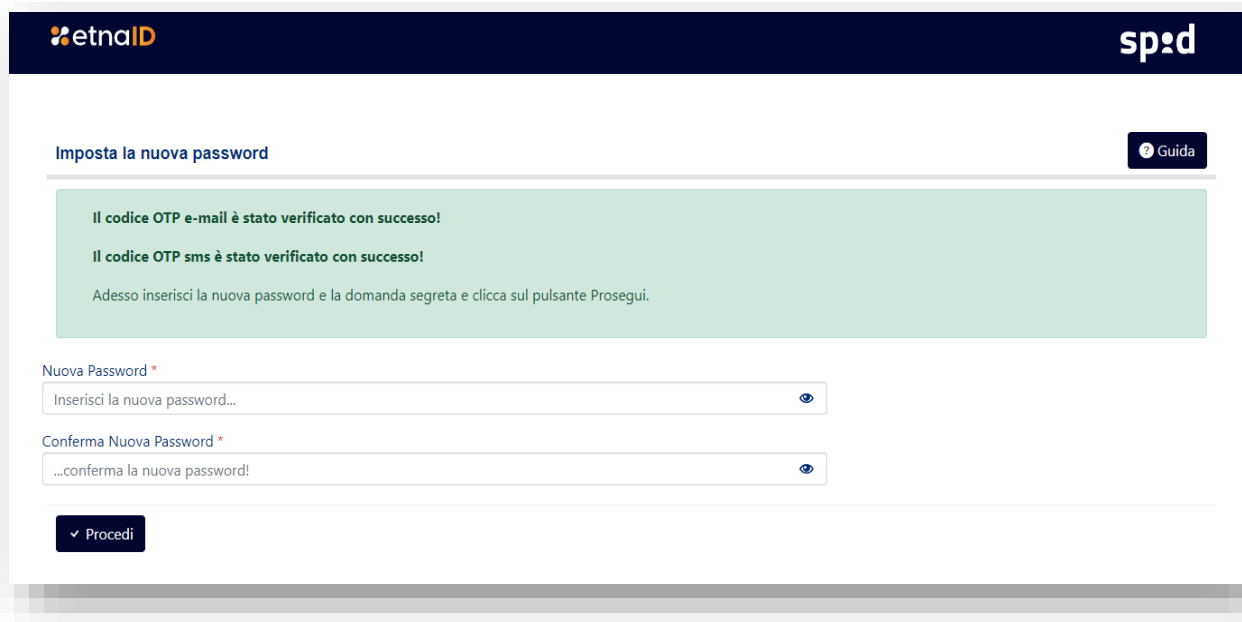 etnaID
spid
Imposta la nuova password
Guida
Il codice OTP e-mail è stato verificato con successo!
Il codice OTP sms è stato verificato con successo!
Adesso inserisci la nuova password e la domanda segreta e clicca sul pulsante Prosegui.
Nuova Password *
Inserisci la nuova password...
Conferma Nuova Password *
...conferma la nuova password!
Procedi